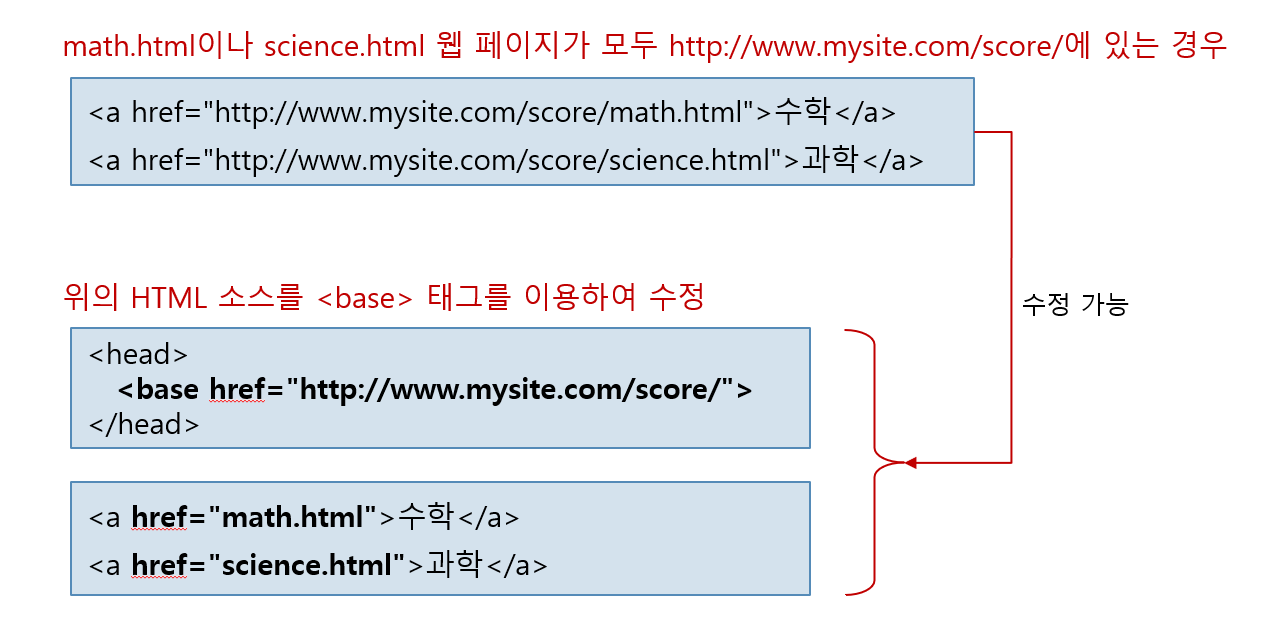 math.html이나 science.html 웹 페이지가 모두 http://www.mysite.com/score/에 있는 경우
<a href="http://www.mysite.com/score/math.html">수학</a>
<a href="http://www.mysite.com/score/science.html">과학</a>
위의 HTML 소스를 <base> 태그를 이용하여 수정
수정 가능
<head>
<base href="http://www.mysite.com/score/">
</head>
<a href="math.html">수학</a>
<a href="science.html">과학</a>